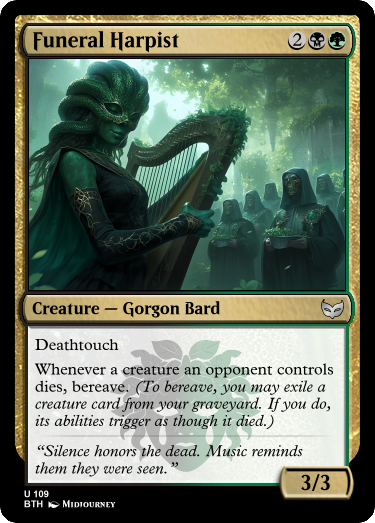 Funeral Harpist 2
Creature — Gorgon Bard
Deathtouch
Whenever a creature an opponent controls
dies, bereave. (To bereave, you may exile a
creature card from your graveyard. If you do,
its abilities trigger as though it died.)
“Silence honors the dead. Music reminds
them they were seen.”
3/3
U 109
BTH Midjourney